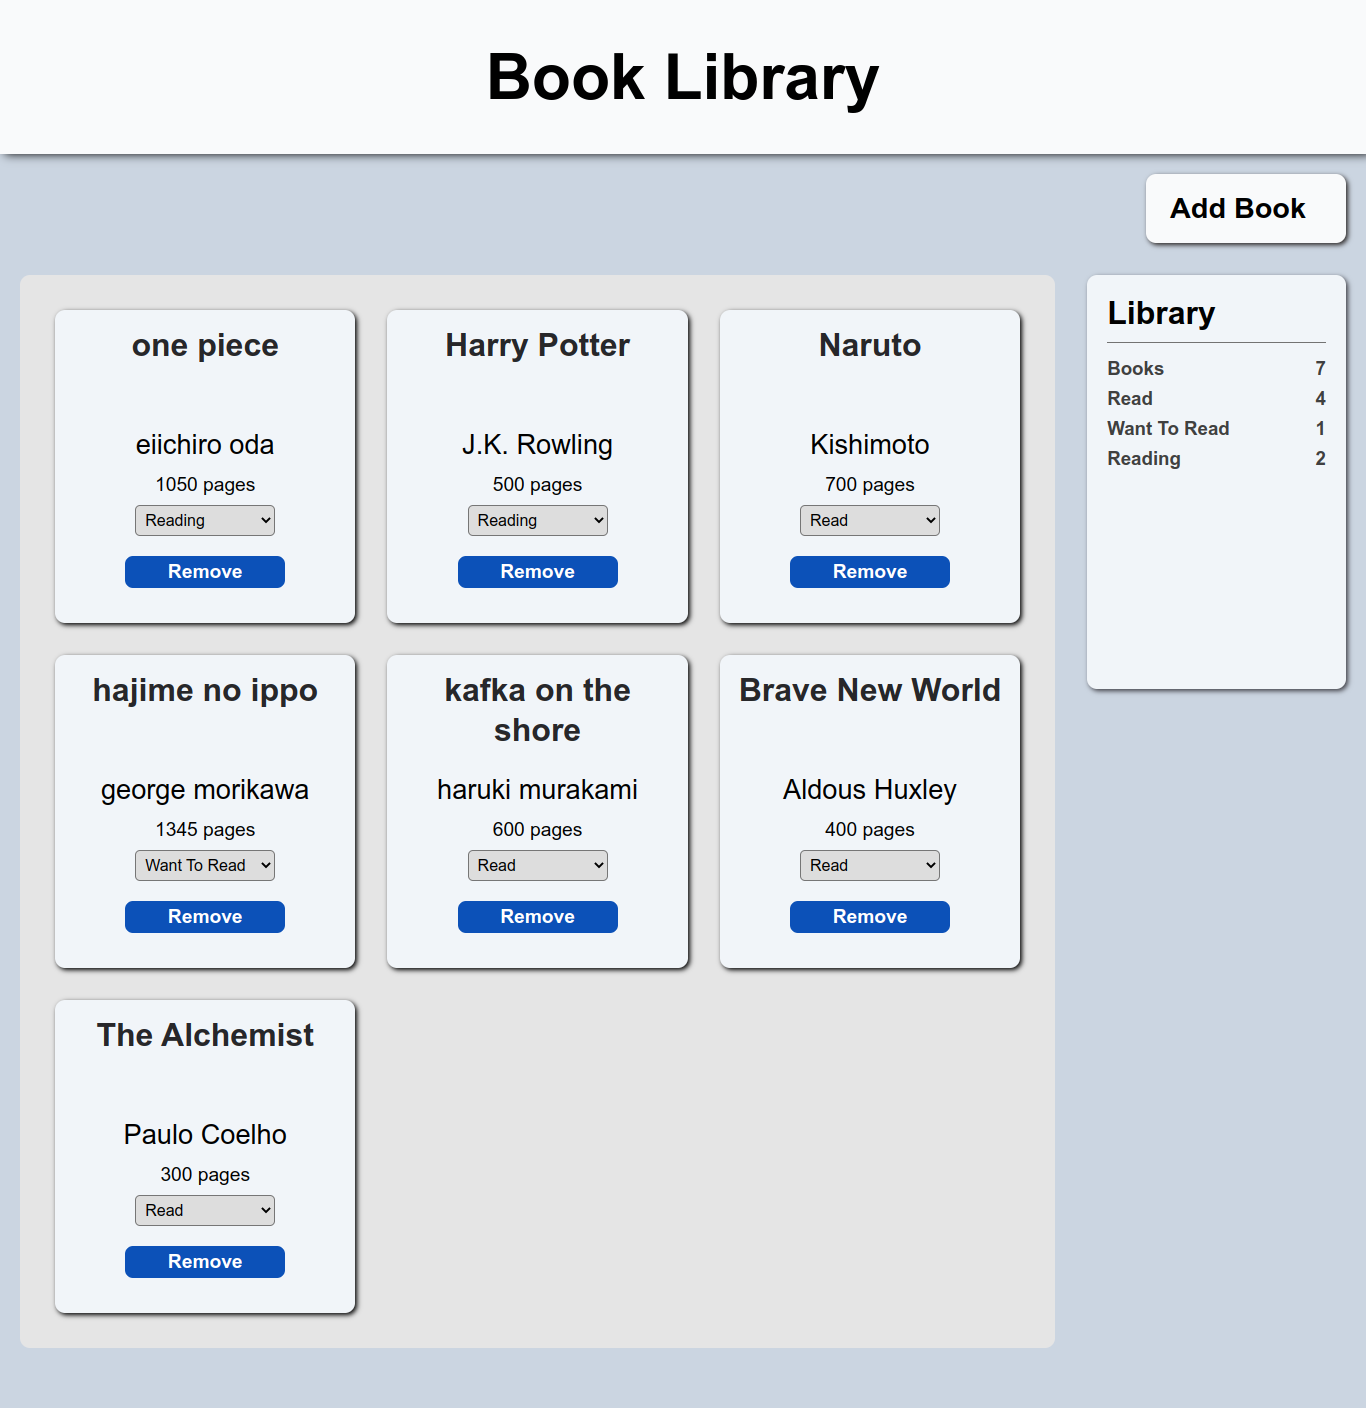 Book Library
Add Book
one piece
eiichiro oda
1050 pages
Reading
Remove
Harry Potter
J.K. Rowling
500 pages
Reading
Remove
Naruto
Kishimoto
700 pages
Read
Remove
hajime no ippo
george morikawa
1345 pages
Want To Read
Remove
kafka on the
shore
haruki murakami
600 pages
Read
Remove
Brave New World
Aldous Huxley
400 pages
Read
Remove
The Alchemist
Paulo Coelho
300 pages
Read
Remove
Library
Books 7
Read 4
Want To Read 1
Reading 2